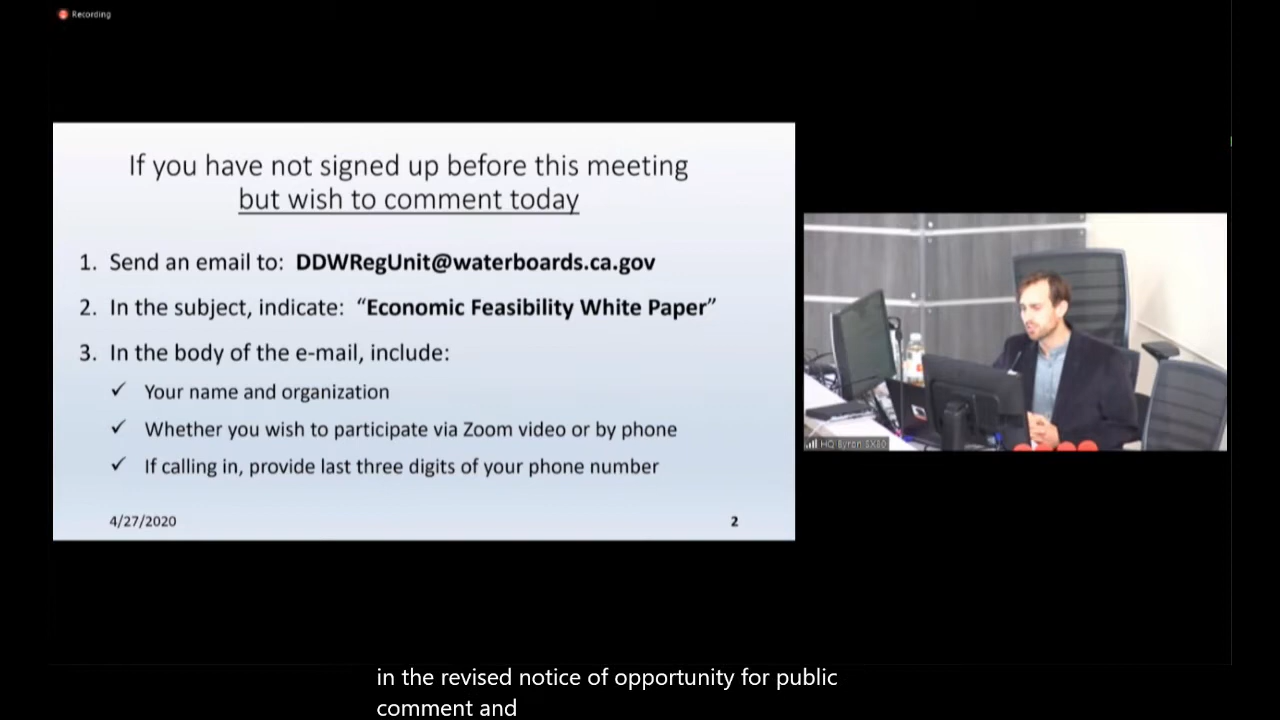 Recording
If you have not signed up before this meeting
but wish to comment today
1. Send an email to: DDWRegUnit@waterboards.ca.gov
2. In the subject, indicate: “Economic Feasibility White Paper”
3. In the body of the e-mail, include:
✓ Your name and organization
✓ Whether you wish to participate via Zoom video or by phone
✓ If calling in, provide last three digits of your phone number
4/27/2020
2
HQ Byron SX80
in the revised notice of opportunity for public
comment and